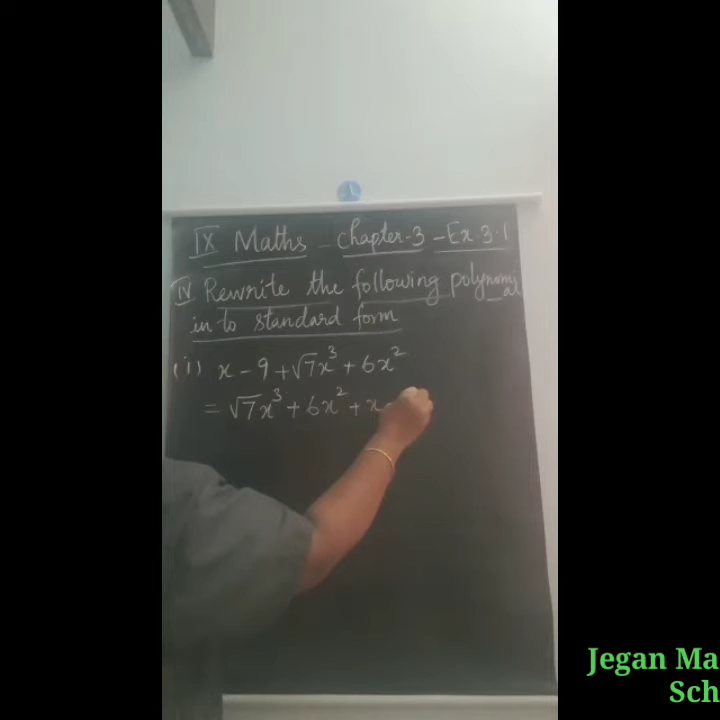 IX Maths - Chapter-3 - Ex.3.1
IV Rewrite the following polynomial
in to standard form
(i) x - 9 + √7x³ + 6x²
= √7x³ + 6x² + x -
Jegan Ma
Sch